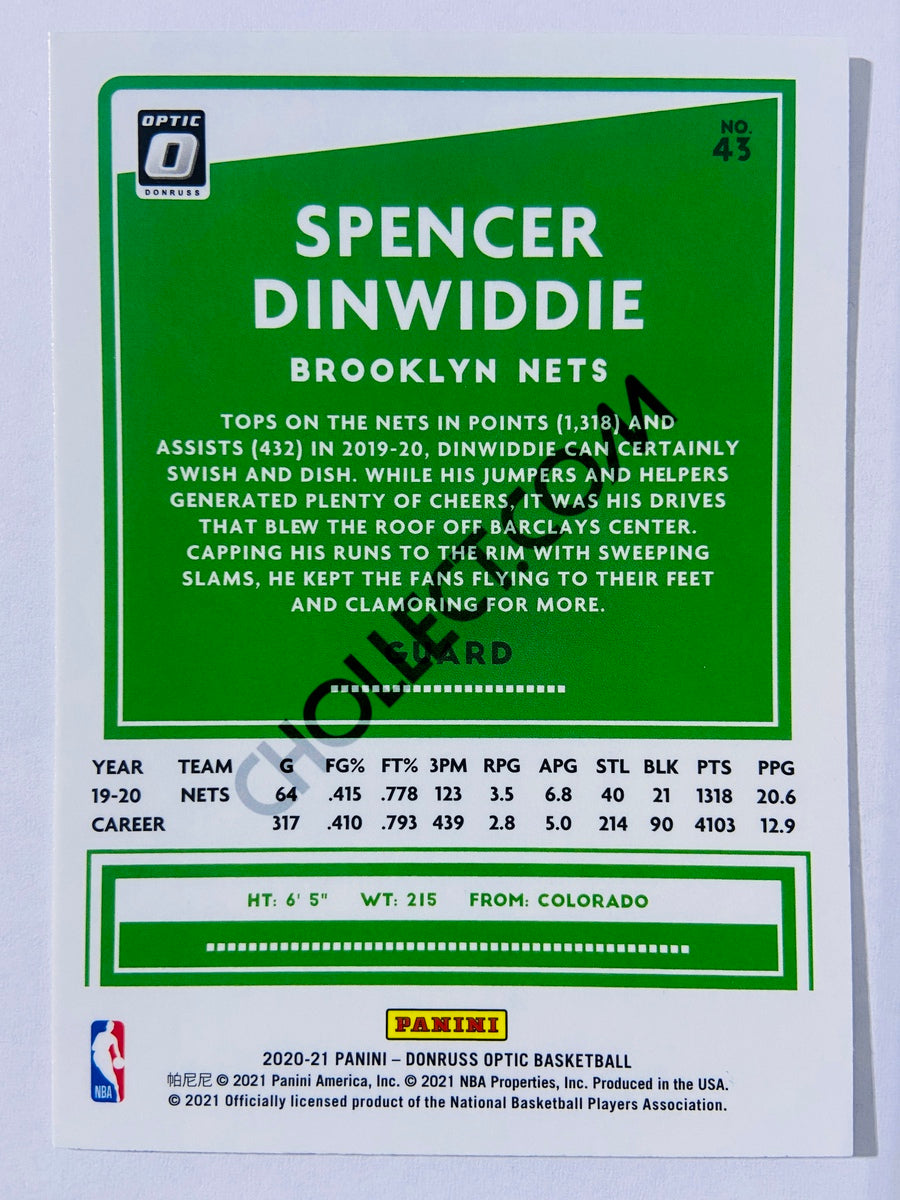 OPTIC
DONRUSS
NO.
43
SPENCER
DINWIDDIE
BROOKLYN NETS
TOPS ON THE NETS IN POINTS (1,318) AND
ASSISTS (432) IN 2019-20, DINWIDDIE CAN CERTAINLY
SWISH AND DISH. WHILE HIS JUMPERS AND HELPERS
GENERATED PLENTY OF CHEERS, IT WAS HIS DRIVES
THAT BLEW THE ROOF OFF BARCLAYS CENTER.
CAPPING HIS RUNS TO THE RIM WITH SWEEPING
SLAMS, HE KEPT THE FANS FLYING TO THEIR FEET
AND CLAMORING FOR MORE.
GUARD
CHOLLECT.COM
YEAR TEAM G FG% FT% 3PM RPG APG STL BLK PTS PPG
19-20 NETS 64 .415 .778 123 3.5 6.8 40 21 1318 20.6
CAREER 317 .410 .793 439 2.8 5.0 214 90 4103 12.9
HT: 6' 5" WT: 215 FROM: COLORADO
PANINI
NBA
2020-21 PANINI – DONRUSS OPTIC BASKETBALL
帕尼尼 © 2021 Panini America, Inc. © 2021 NBA Properties, Inc. Produced in the USA.
© 2021 Officially licensed product of the National Basketball Players Association.